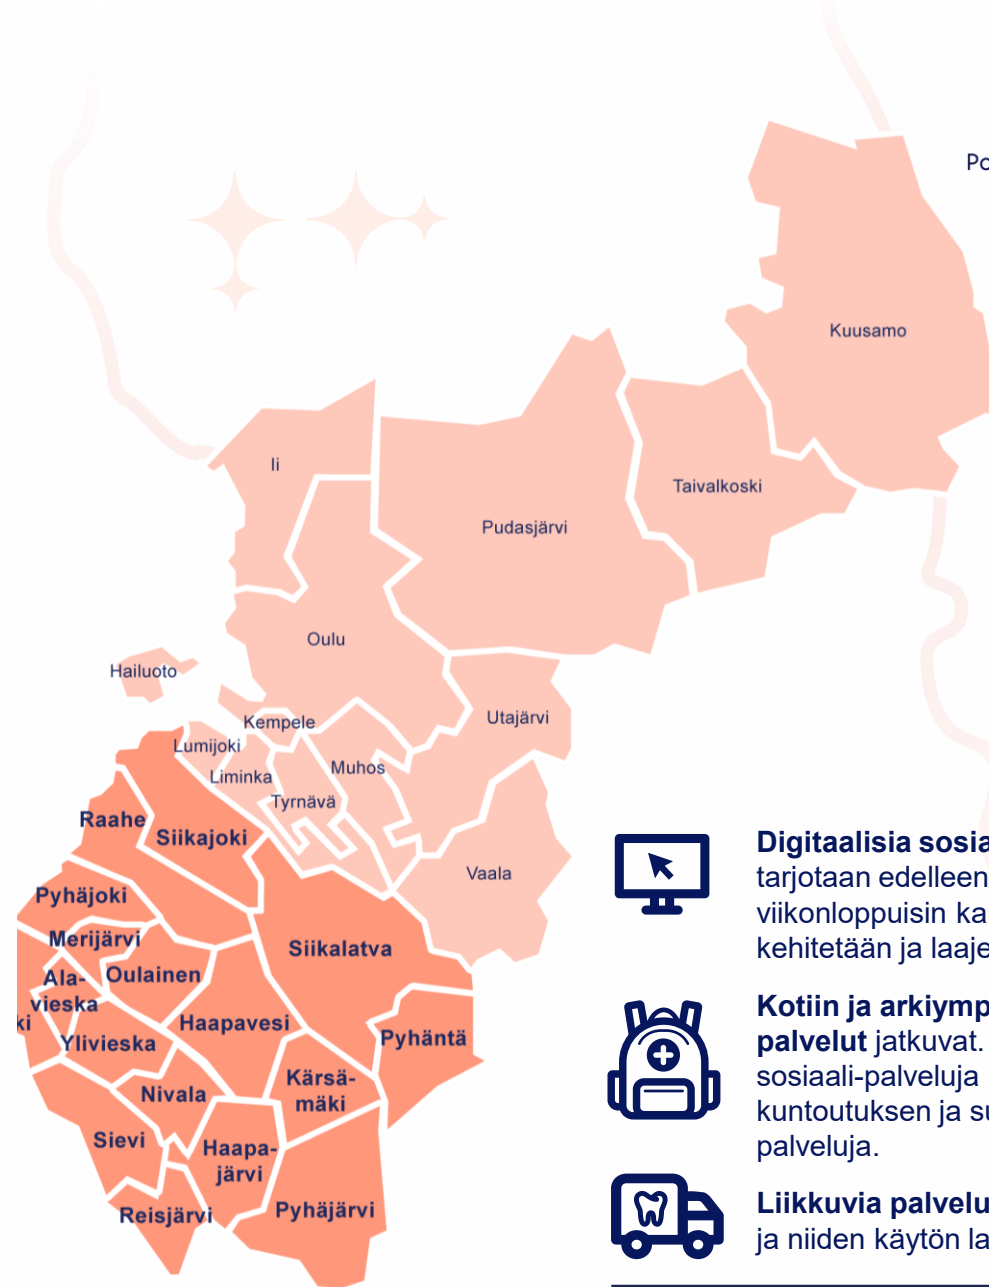 Po
Kuusamo
Ii
Taivalkoski
Pudasjärvi
Oulu
Hailuoto
Utajärvi
Kempele
Lumijoki
Muhos
Liminka
Tyrnävä
Raahe
Siikajoki
Vaala
Pyhäjoki
Merijärvi
Siikalatva
Ala-
vieska
Oulainen
ki
Haapavesi
Pyhäntä
Ylivieska
Kärsä-
mäki
Nivala
Sievi
Haapa-
järvi
Reisjärvi
Pyhäjärvi
Digitaalisia sosia
tarjotaan edelleen
viikonloppuisin ka
kehitetään ja laaje
Kotiin ja arkiymp
palvelut jatkuvat.
sosiaali-palveluja
kuntoutuksen ja su
palveluja.
Liikkuvia palvelu
ja niiden käytön la